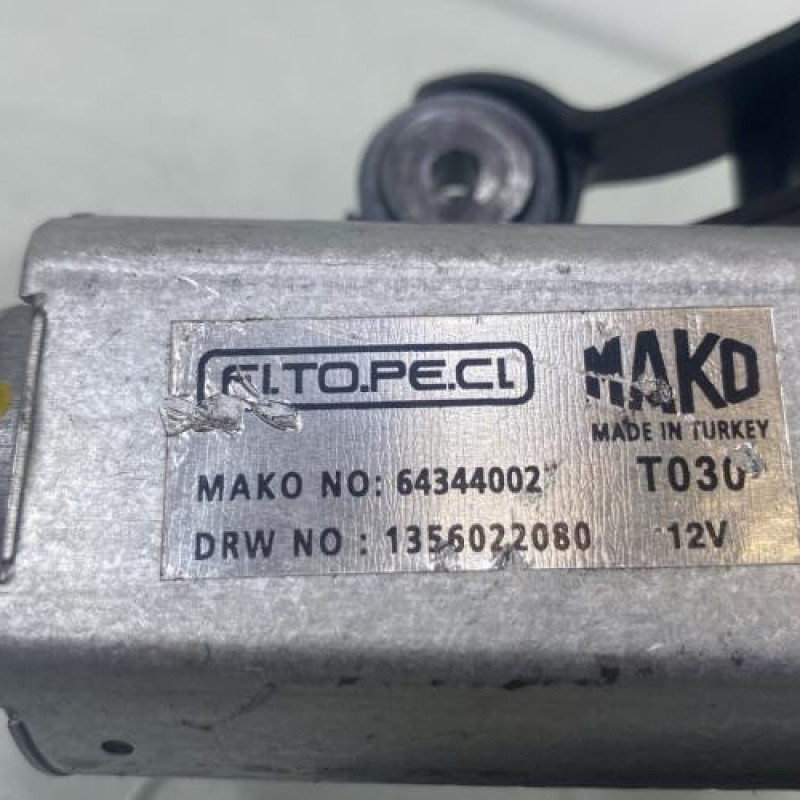 FI.TO.PE.CI.
MAKO
MADE IN TURKEY
MAKO NO: 64344002
T030
DRW NO : 1356022080
12V